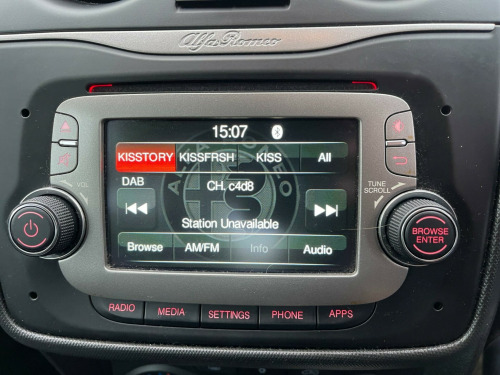 Alfa Romeo
15:07
KISSTORY KISSFRSH KISS All
DAB CH. c4d8
Station Unavailable
Browse AM/FM Info Audio
VOL
TUNE
SCROLL
BROWSE
ENTER
RADIO MEDIA SETTINGS PHONE APPS